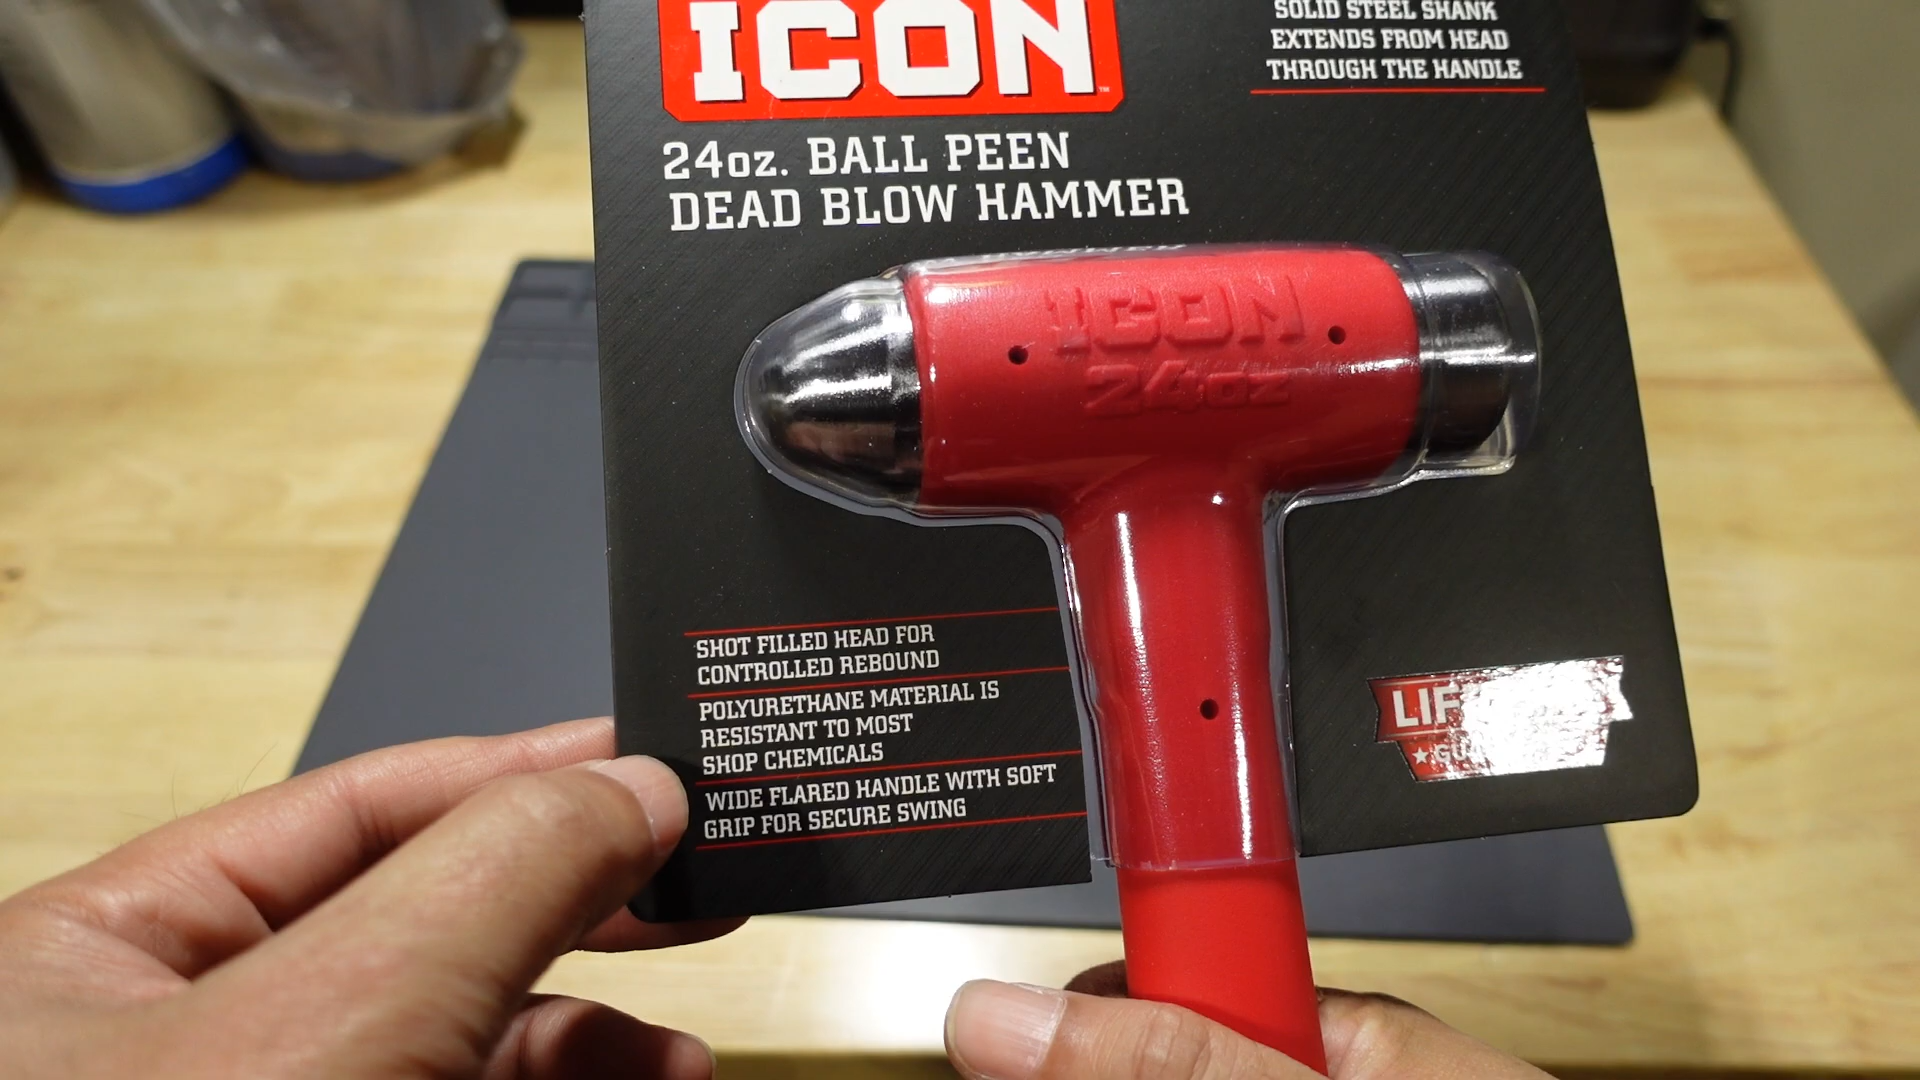 ICON
™
SOLID STEEL SHANK
EXTENDS FROM HEAD
THROUGH THE HANDLE
24oz. BALL PEEN
DEAD BLOW HAMMER
ICON
24oz
SHOT FILLED HEAD FOR
CONTROLLED REBOUND
POLYURETHANE MATERIAL IS
RESISTANT TO MOST
SHOP CHEMICALS
WIDE FLARED HANDLE WITH SOFT
GRIP FOR SECURE SWING